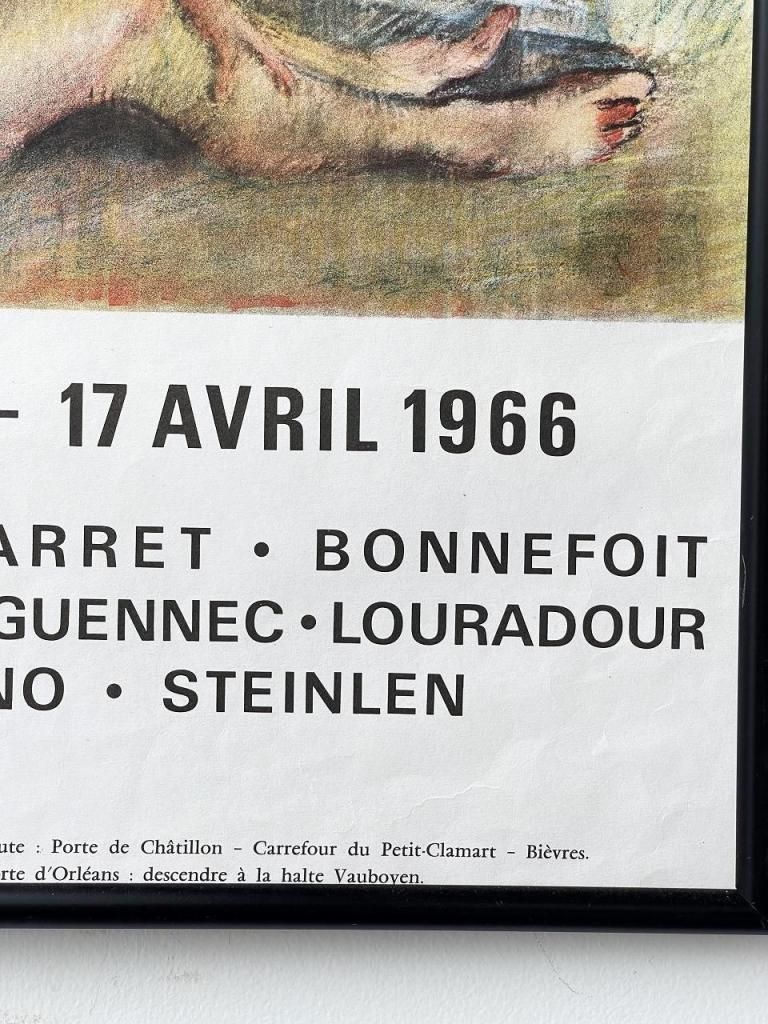 – 17 AVRIL 1966
ARRET • BONNEFOIT
GUENNEC • LOURADOUR
NO • STEINLEN
ute : Porte de Châtillon – Carrefour du Petit-Clamart – Bièvres.
rte d'Orléans : descendre à la halte Vauboyen.